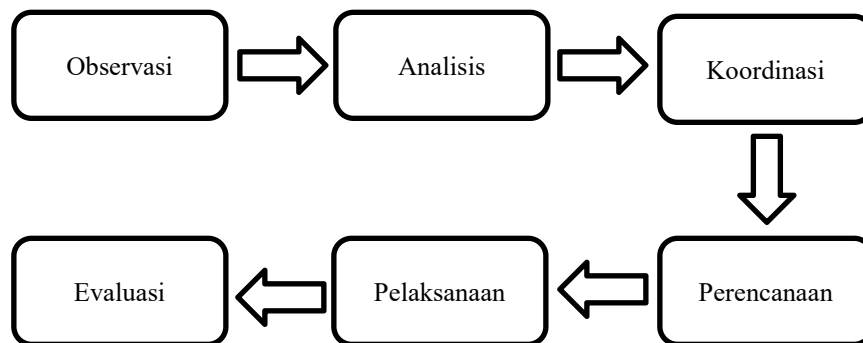 Observasi
Analisis
Koordinasi
Perencanaan
Pelaksanaan
Evaluasi